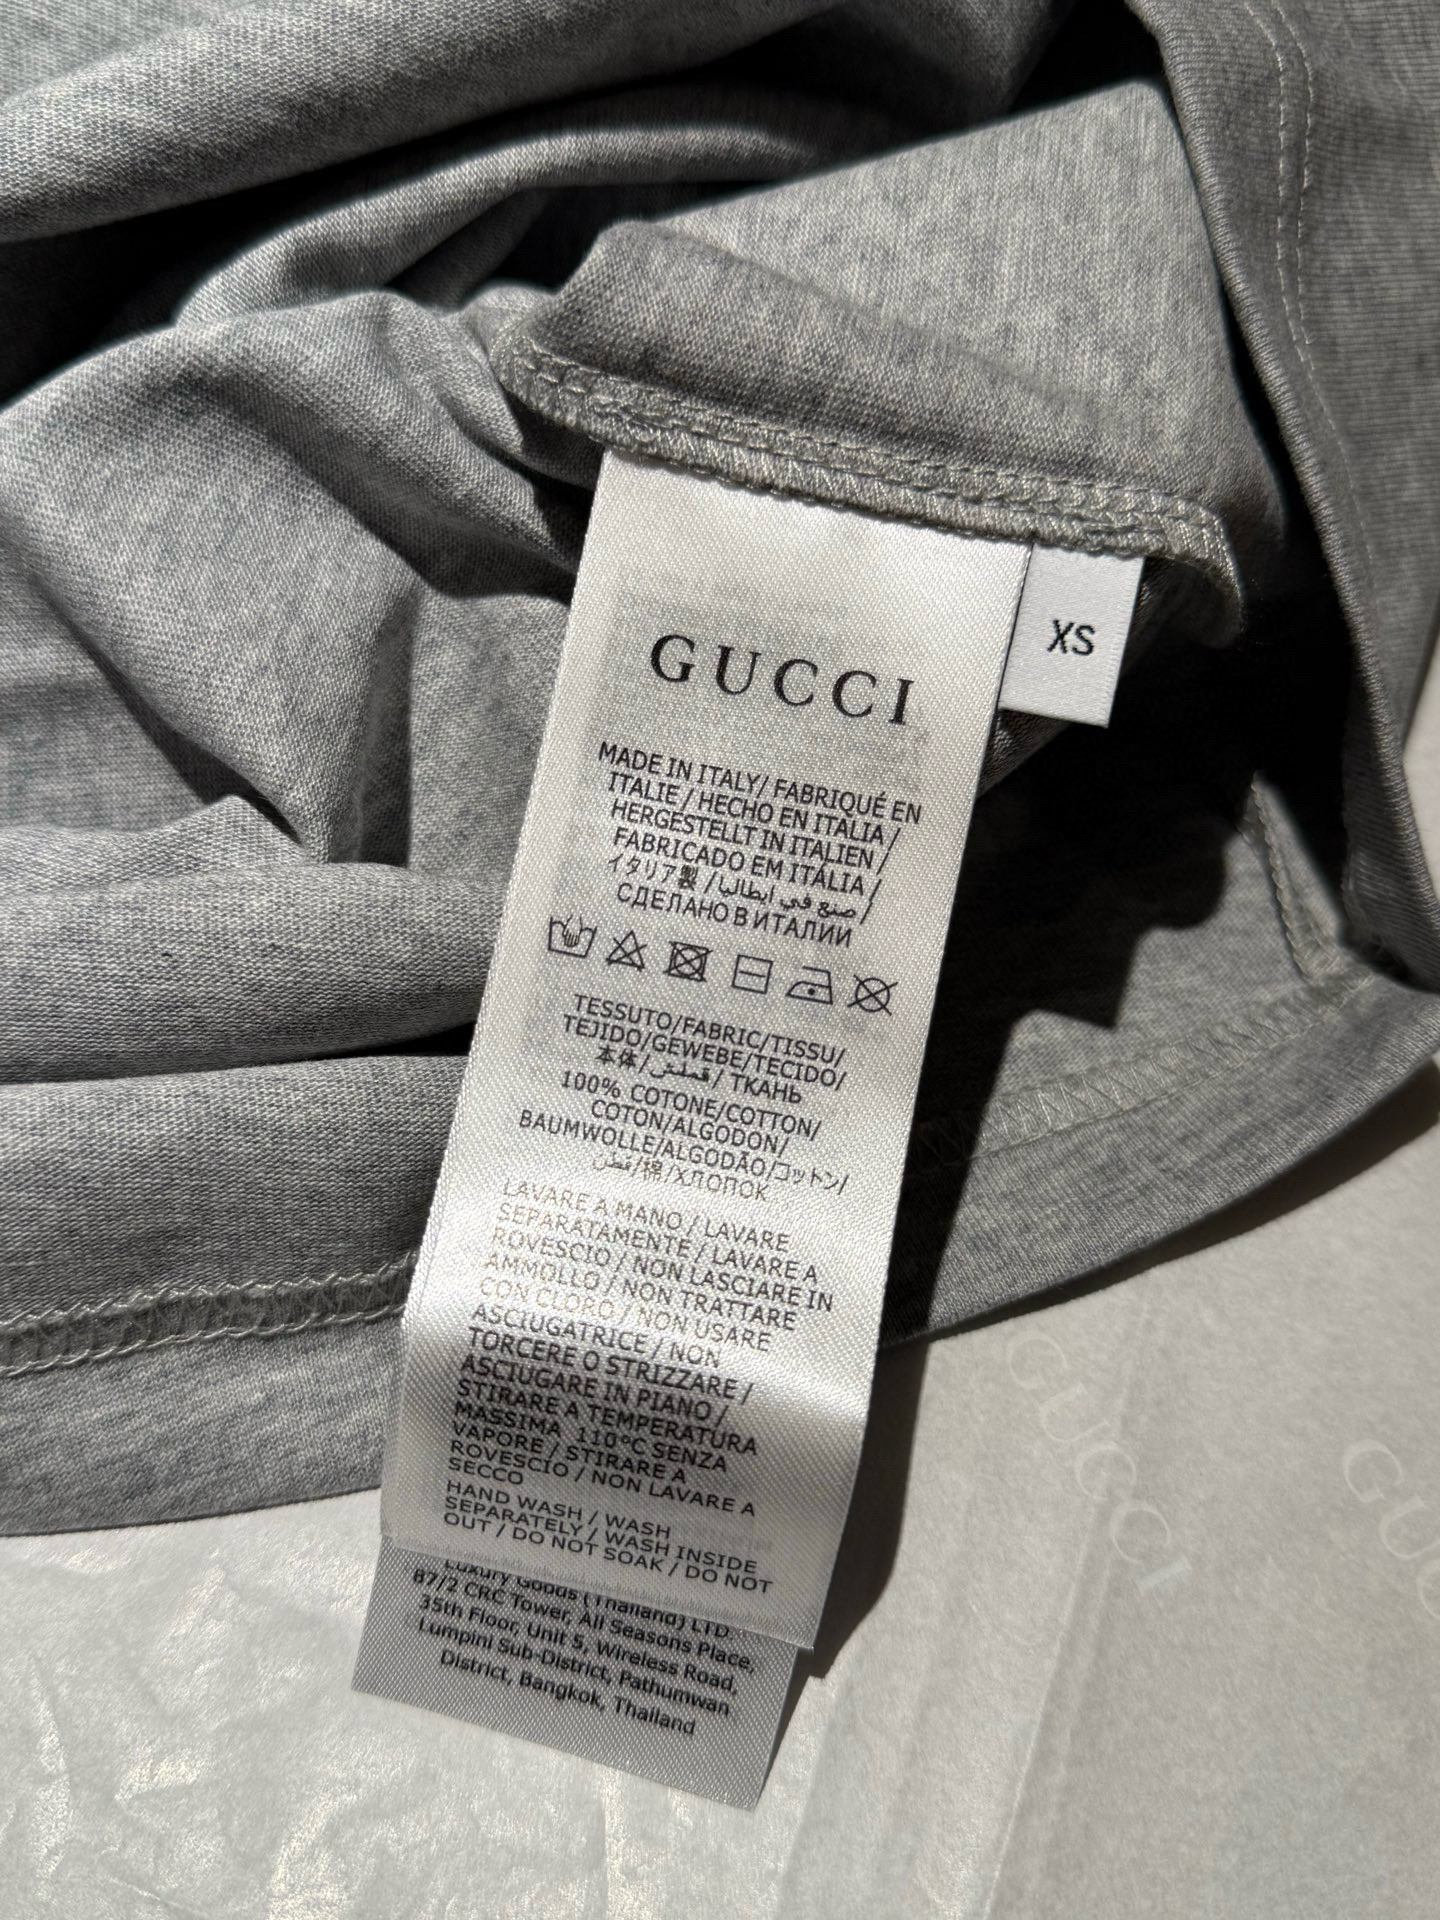 GUCCI
XS
MADE IN ITALY/ FABRIQUÉ EN
ITALIE / HECHO EN ITALIA /
HERGESTELLT IN ITALIEN /
FABRICADO EM ITÁLIA /
イタリア製 / صنع في ايطاليا /
СДЕЛАНО В ИТАЛИИ
TESSUTO/FABRIC/TISSU/
TEJIDO/GEWEBE/TECIDO/
本体/قماش/ ТКАНЬ
100% COTONE/COTTON/
COTON/ALGODON/
BAUMWOLLE/ALGODÃO/コットン/
قطن/棉/ХЛОПОК
LAVARE A MANO / LAVARE
SEPARATAMENTE / LAVARE A
ROVESCIO / NON LASCIARE IN
AMMOLLO / NON TRATTARE
CON CLORO / NON USARE
ASCIUGATRICE / NON
TORCERE O STRIZZARE /
ASCIUGARE IN PIANO /
STIRARE A TEMPERATURA
MASSIMA 110°C SENZA
VAPORE / STIRARE A
ROVESCIO / NON LAVARE A
SECCO
HAND WASH / WASH
SEPARATELY / WASH INSIDE
OUT / DO NOT SOAK / DO NOT
Luxury Goods (Thailand) LTD.
87/2 CRC Tower, All Seasons Place,
35th Floor, Unit 5, Wireless Road,
Lumpini Sub-District, Pathumwan
District, Bangkok, Thailand
GUCCI